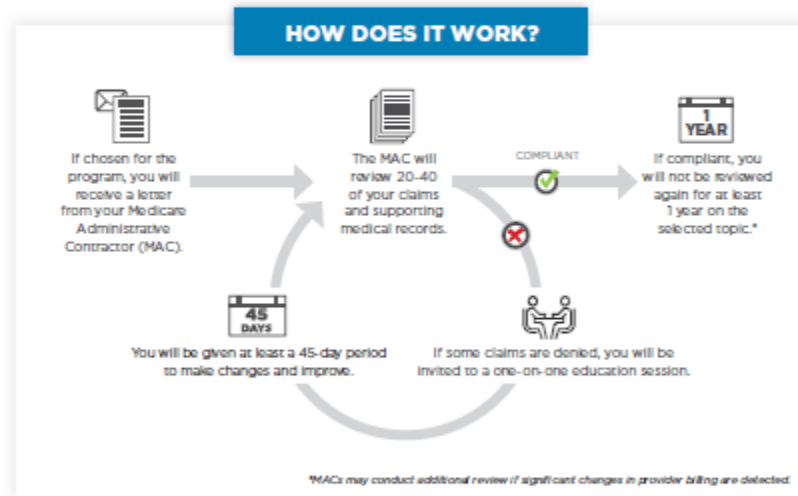 HOW DOES IT WORK?
If chosen for the
program, you will
receive a letter
from your Medicare
Administrative
Contractor (MAC).
The MAC will
review 20-40
of your claims
and supporting
medical records.
COMPLIANT
1
YEAR
If compliant, you
will not be reviewed
again for at least
1 year on the
selected topic.*
45
DAYS
You will be given at least a 45-day period
to make changes and improve.
If some claims are denied, you will be
invited to a one-on-one education session.
*MACs may conduct additional review if significant changes in provider billing are detected.